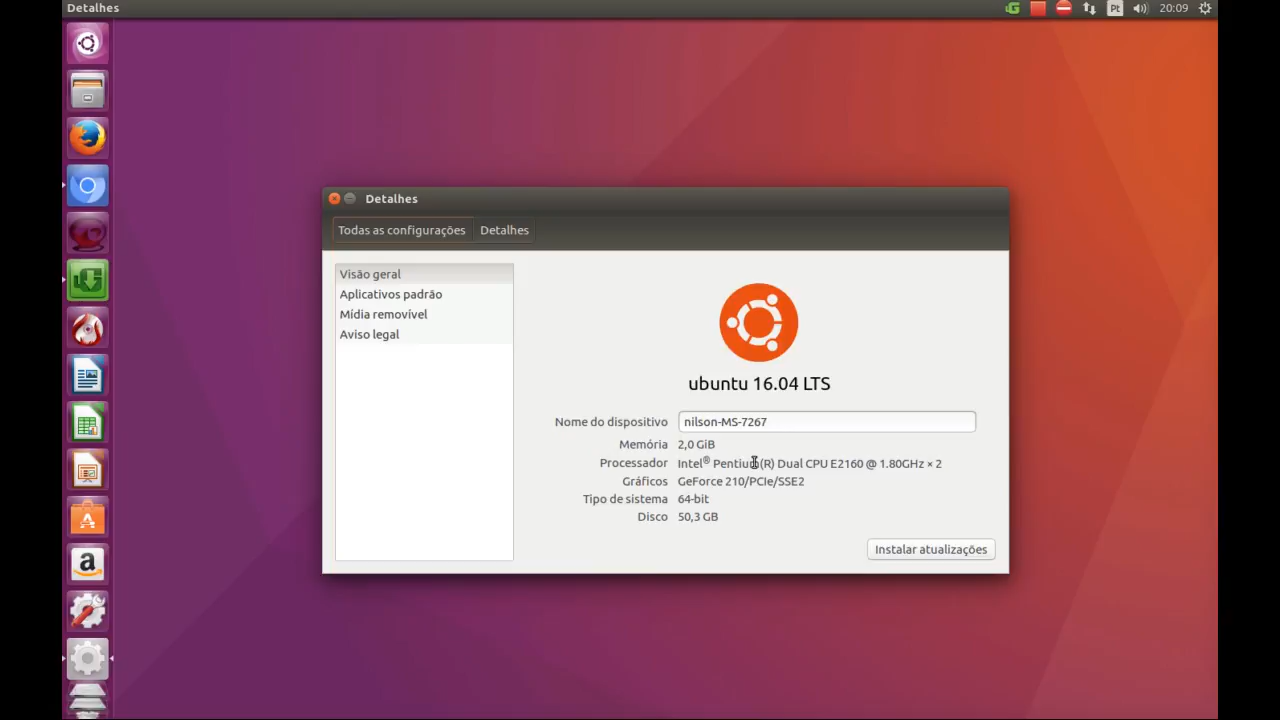 Detalhes
Pt
20:09
Detalhes
Todas as configurações Detalhes
Visão geral
Aplicativos padrão
Mídia removível
Aviso legal
ubuntu 16.04 LTS
Nome do dispositivo nilson-MS-7267
Memória 2,0 GiB
Processador Intel® Pentium(R) Dual CPU E2160 @ 1.80GHz × 2
Gráficos GeForce 210/PCIe/SSE2
Tipo de sistema 64-bit
Disco 50,3 GB
Instalar atualizações